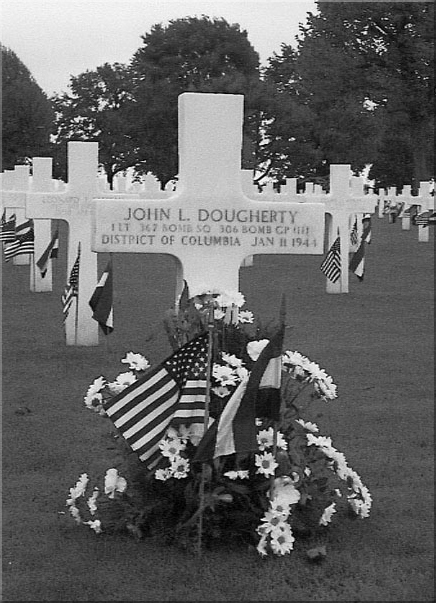 JOHN L. DOUGHERTY
1 LT 367 BOMB SQ 306 BOMB GP (H)
DISTRICT OF COLUMBIA JAN 11 1944